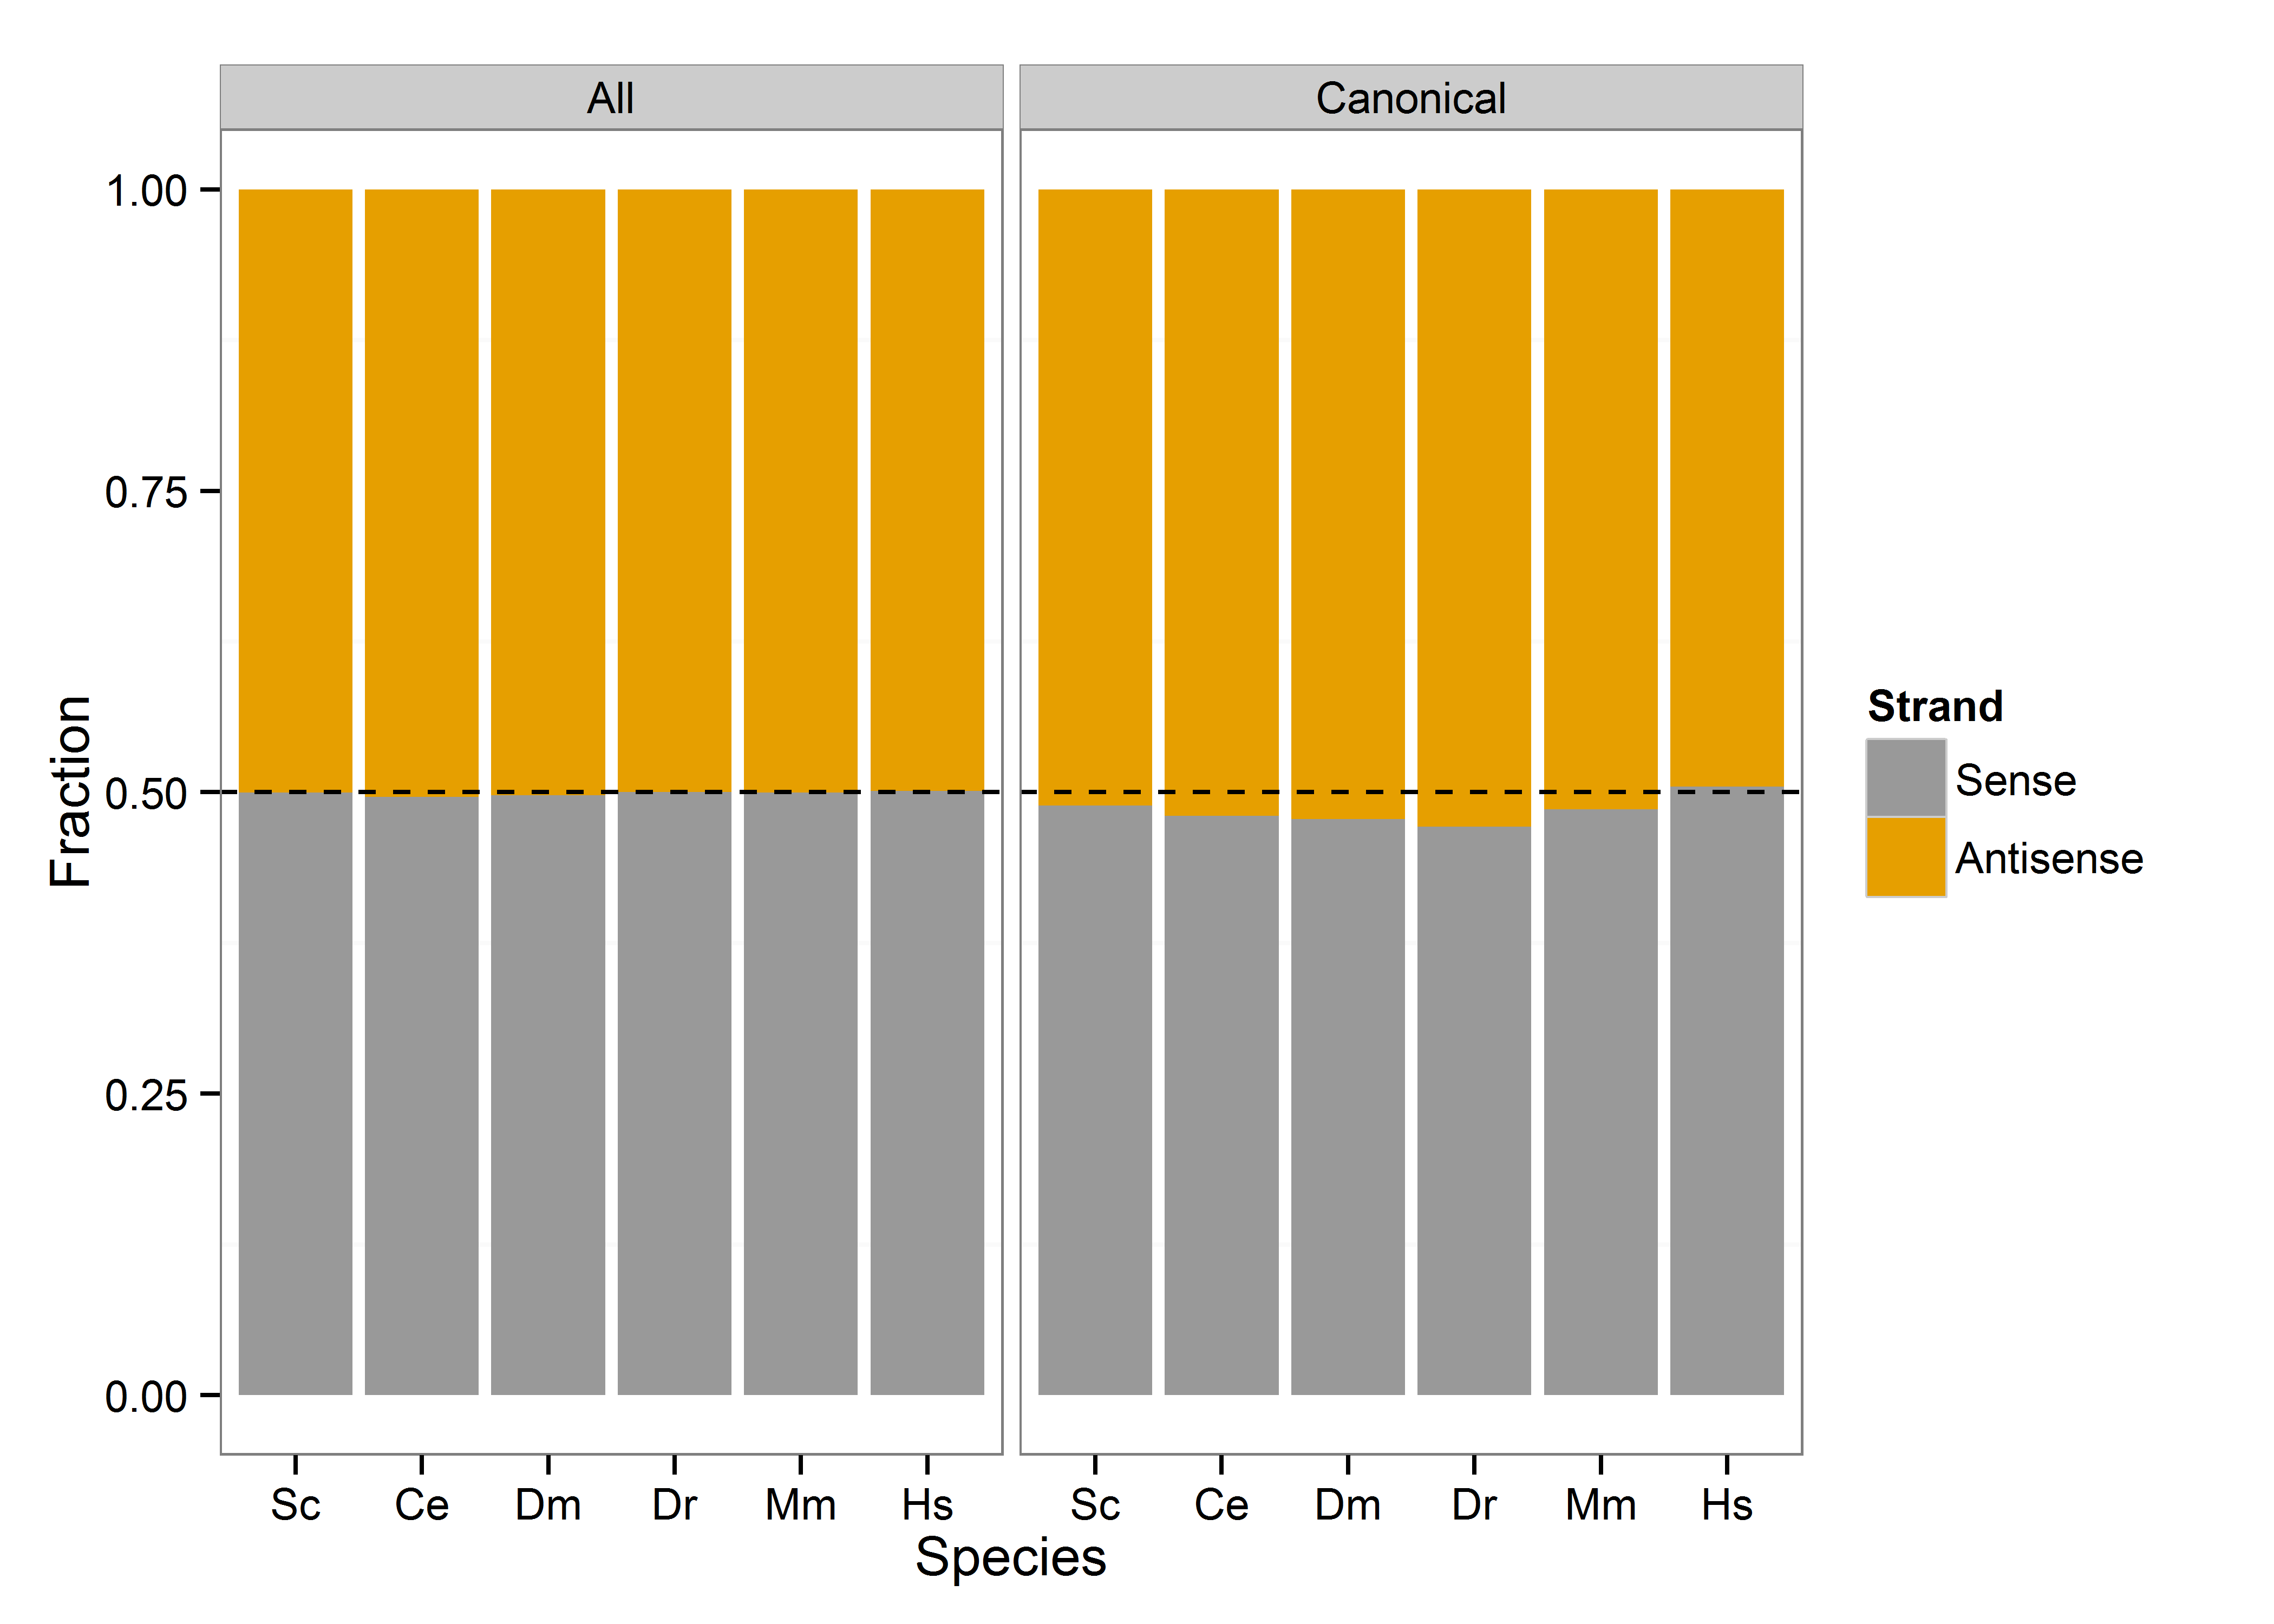 All
Canonical
1.00
0.75
0.50
0.25
0.00
Fraction
Sc Ce Dm Dr Mm Hs
Sc Ce Dm Dr Mm Hs
Species
Strand
Sense
Antisense